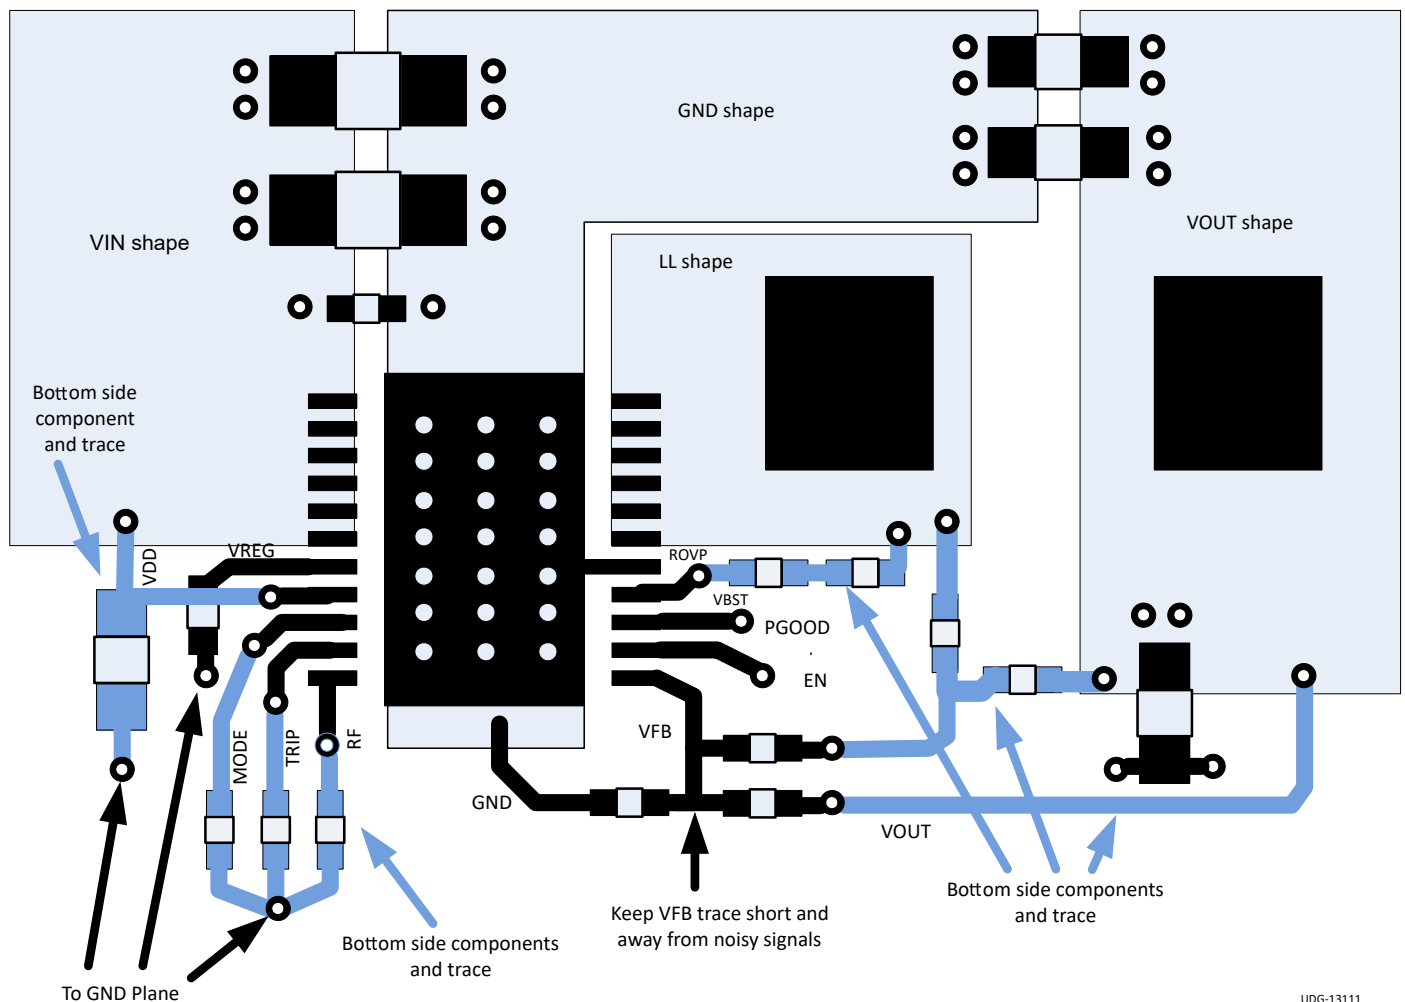 GND shape
VIN shape
VOUT shape
LL shape
Bottom side
component
and trace
VDD
VREG
ROVP
VBST
PGOOD
EN
VFB
MODE
TRIP
RF
GND
VOUT
Keep VFB trace short and
away from noisy signals
Bottom side components
and trace
Bottom side components
and trace
To GND Plane
UDG-13111